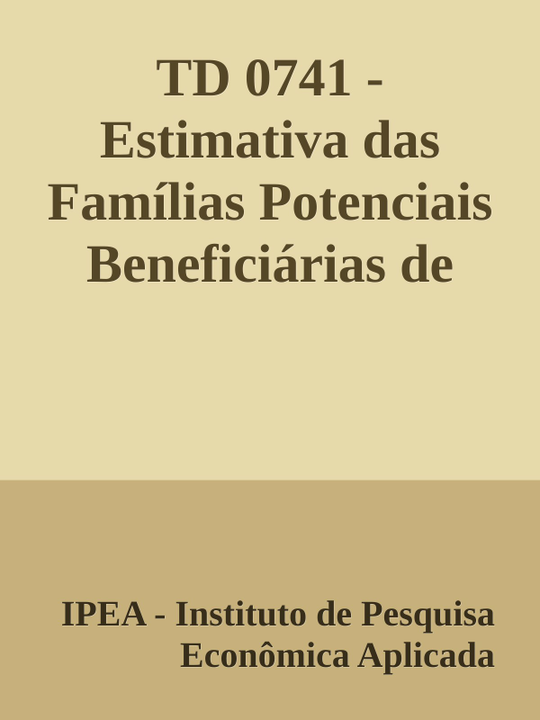 TD 0741 -
Estimativa das
Famílias Potenciais
Beneficiárias de
IPEA - Instituto de Pesquisa
Econômica Aplicada